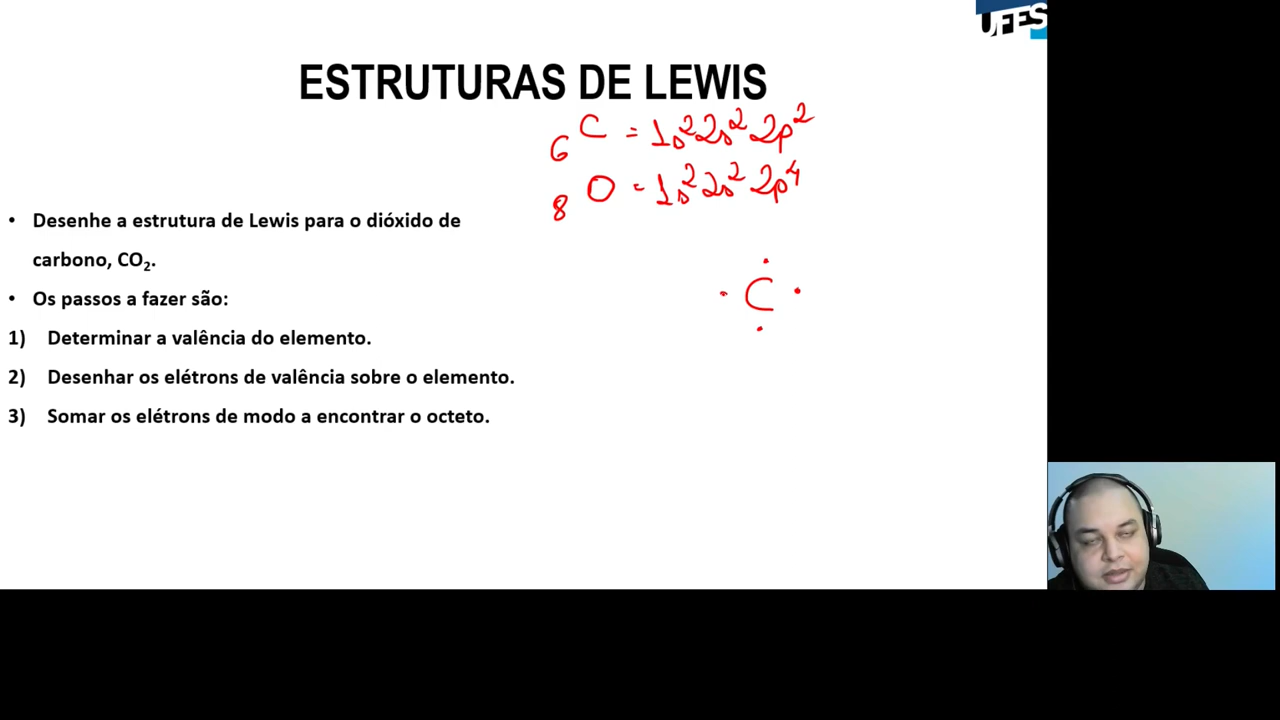 UFES
ESTRUTURAS DE LEWIS
₆C = 1s² 2s² 2p²
₈O = 1s² 2s² 2p⁴
• Desenhe a estrutura de Lewis para o dióxido de
carbono, CO₂.
• Os passos a fazer são:
1) Determinar a valência do elemento.
2) Desenhar os elétrons de valência sobre o elemento.
3) Somar os elétrons de modo a encontrar o octeto.
C